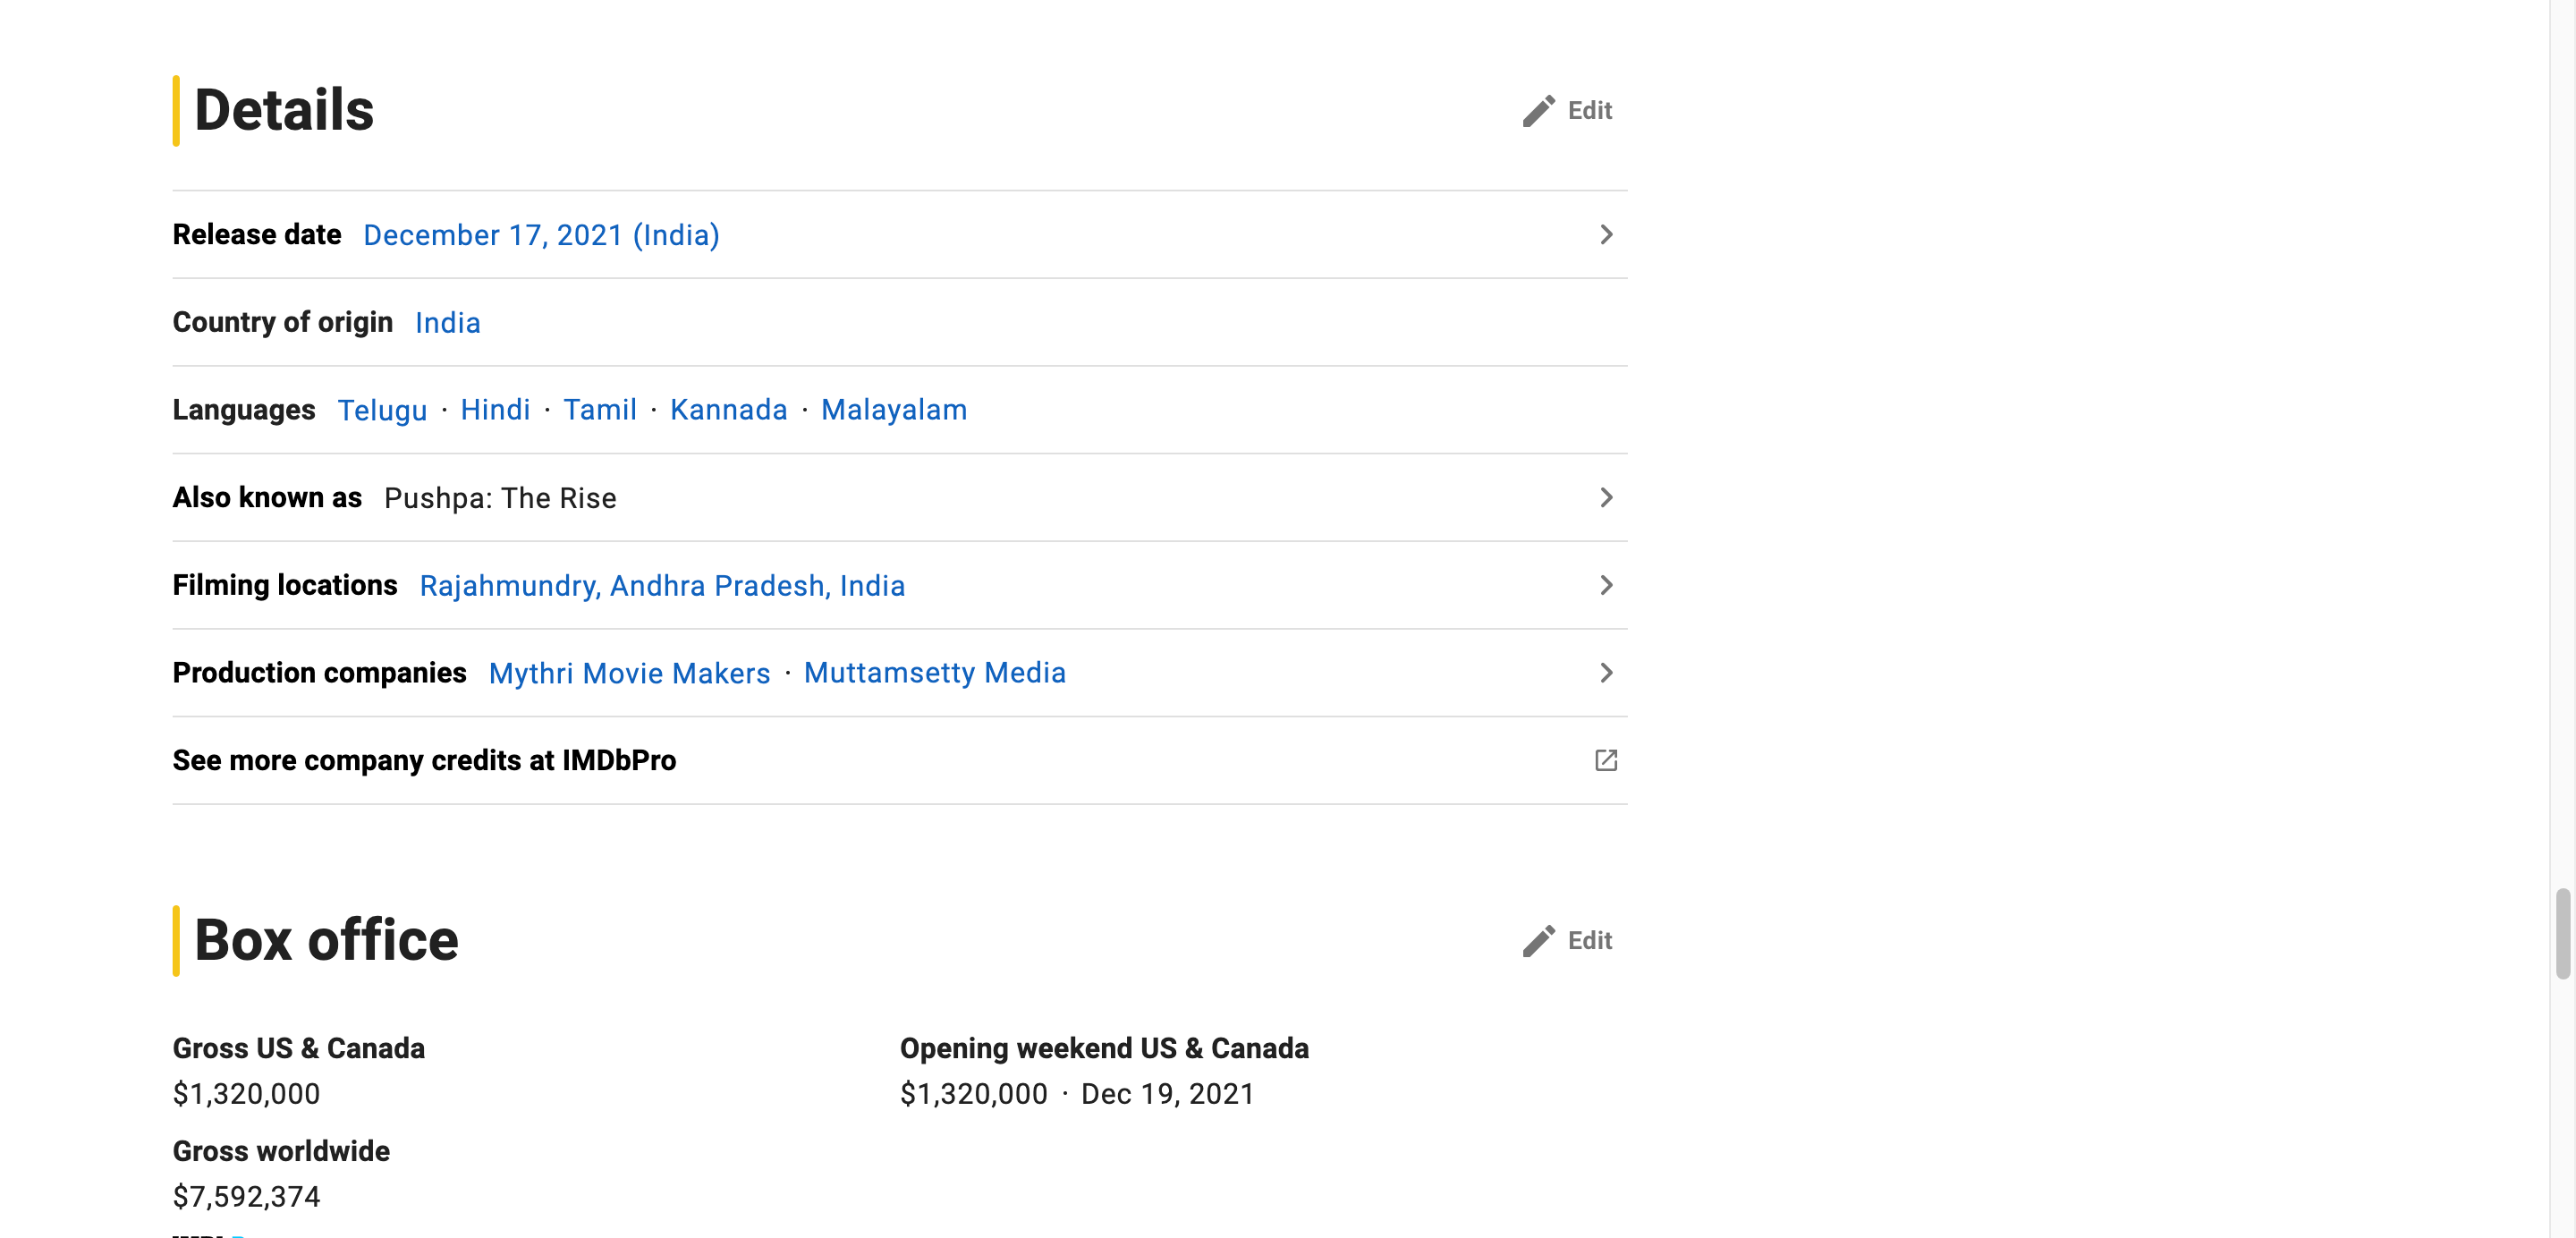 Details
Edit
Release date December 17, 2021 (India)
Country of origin India
Languages Telugu · Hindi · Tamil · Kannada · Malayalam
Also known as Pushpa: The Rise
Filming locations Rajahmundry, Andhra Pradesh, India
Production companies Mythri Movie Makers · Muttamsetty Media
See more company credits at IMDbPro
Box office
Edit
Gross US & Canada
$1,320,000
Opening weekend US & Canada
$1,320,000 · Dec 19, 2021
Gross worldwide
$7,592,374